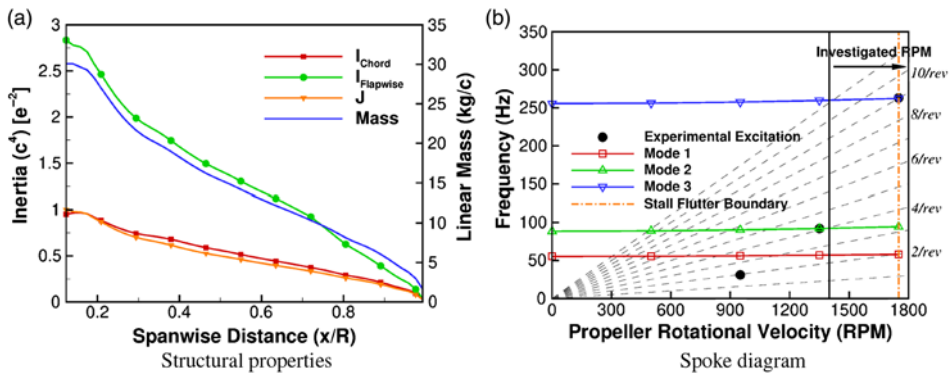 (a)
3
2.5
2
1.5
1
0.5
0
Inertia (c⁴) [e⁻²]
35
30
25
20
15
10
5
0
Linear Mass (kg/c)
I_Chord
I_Flapwise
J
Mass
0.2 0.4 0.6 0.8
Spanwise Distance (x/R)
Structural properties
(b)
350
300
250
200
150
100
50
0
Frequency (Hz)
Investigated RPM
10/rev
8/rev
6/rev
4/rev
2/rev
Experimental Excitation
Mode 1
Mode 2
Mode 3
Stall Flutter Boundary
0 300 600 900 1200 1500 1800
Propeller Rotational Velocity (RPM)
Spoke diagram